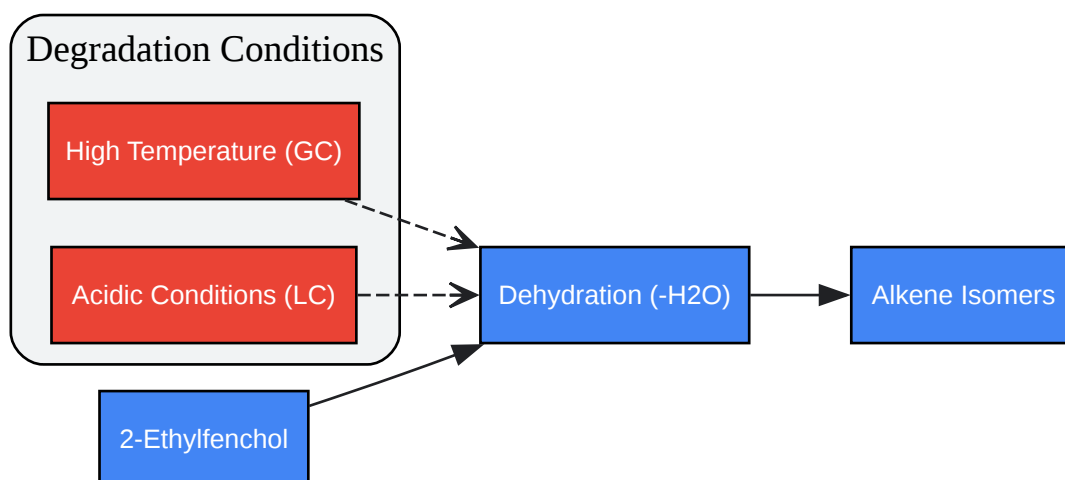 Degradation Conditions
High Temperature (GC)
Acidic Conditions (LC)
Dehydration (-H2O)
Alkene Isomers
2-Ethylfenchol